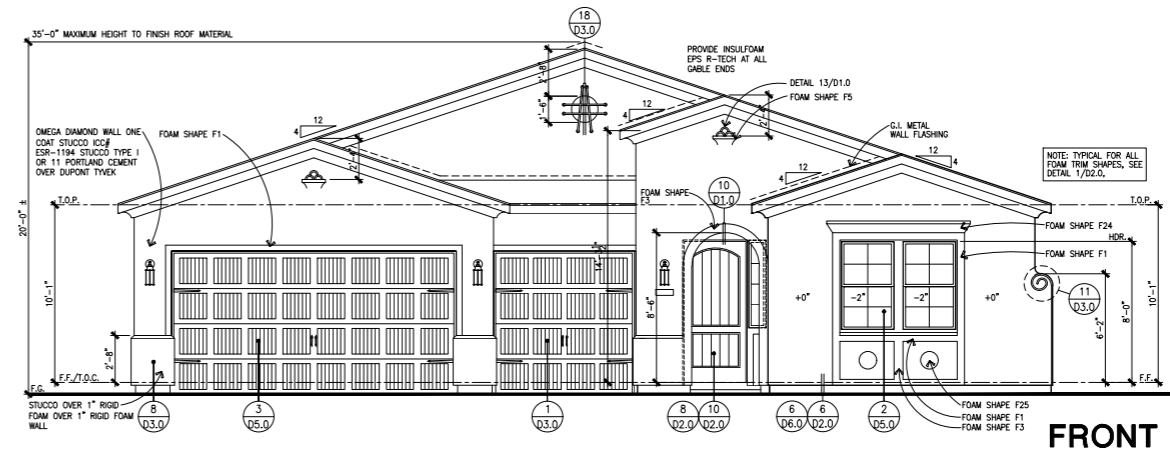 18
D3.0
35'-0" MAXIMUM HEIGHT TO FINISH ROOF MATERIAL
PROVIDE INSULFOAM
EPS R-TECH AT ALL
GABLE ENDS
2'-8"
DETAIL 13/D1.0
FOAM SHAPE F5
1'-6"
12
4
12
4
OMEGA DIAMOND WALL ONE
COAT STUCCO ICC#
ESR-1194 STUCCO TYPE I
OR 11 PORTLAND CEMENT
OVER DUPONT TYVEK
FOAM SHAPE F1
G.I. METAL
WALL FLASHING
NOTE: TYPICAL FOR ALL
FOAM TRIM SHAPES, SEE
DETAIL 1/D2.0,
12
4
12
4
10
D1.0
FOAM SHAPE
F3
20'-0" ±
T.O.P.
T.O.P.
FOAM SHAPE F24
HDR.
FOAM SHAPE F1
10'-1"
8'-6"
+0"
-2"
-2"
+0"
11
D3.0
6'-2"
8'-0"
10'-1"
2'-8"
F.F./T.O.C.
F.G.
F.F.
STUCCO OVER 1" RIGID
FOAM OVER 1" RIGID FOAM
WALL
8
D3.0
3
D5.0
1
D3.0
8
D2.0
10
D2.0
6
D6.0
6
D2.0
2
D5.0
FOAM SHAPE F25
FOAM SHAPE F1
FOAM SHAPE F3
FRONT